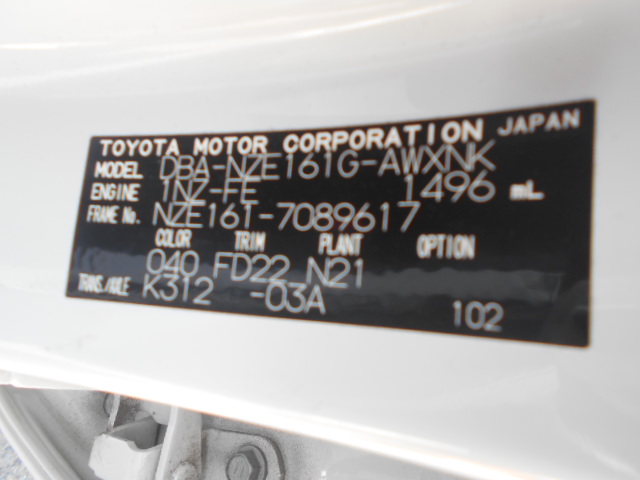 TOYOTA MOTOR CORPORATION JAPAN
MODEL DBA-NZE161G-AWXNK
ENGINE 1NZ-FE 1496 mL
FRAME No. NZE161-7089617
COLOR TRIM PLANT OPTION
040 FD22 N21
TRANS./AXLE K312 -03A
102